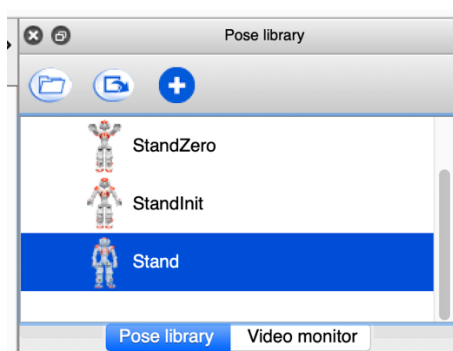 Pose library
StandZero
StandInit
Stand
Pose library Video monitor